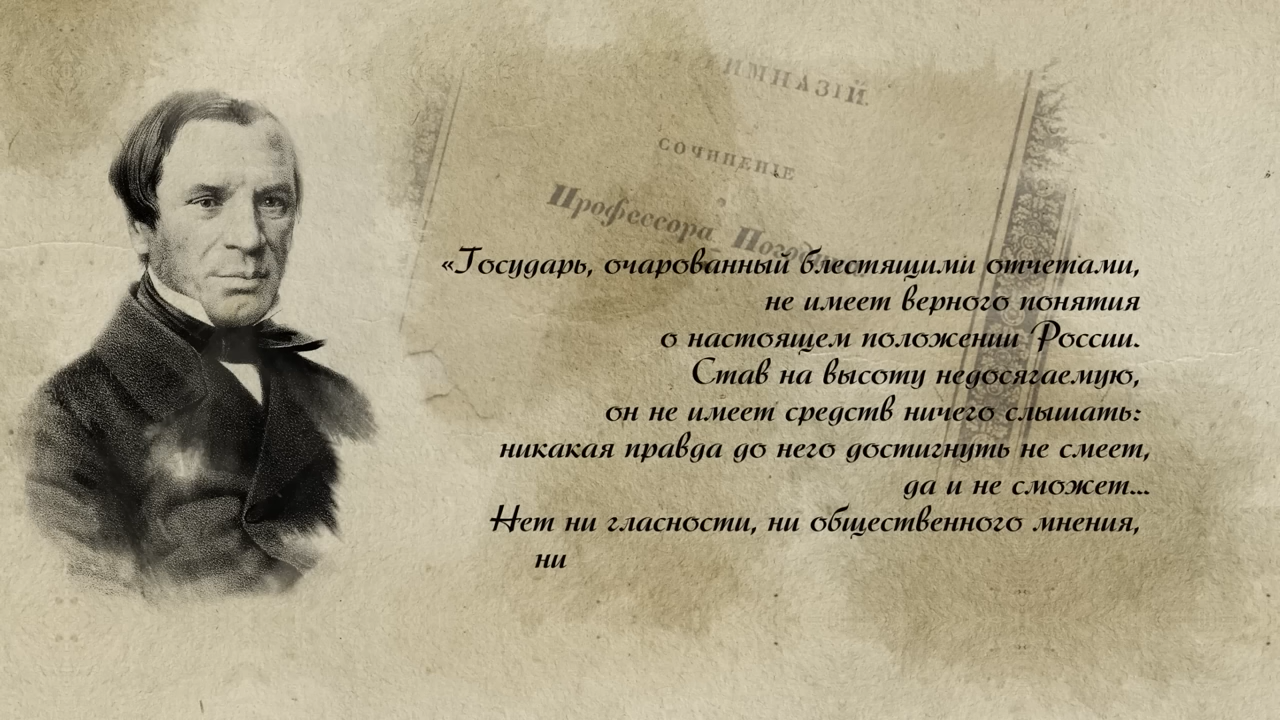 ИМНАЗІЙ.
СОЧИНЕНІЕ
Профессора
«Государь, очарованный блестящими отчетами,
не имеет верного понятия
о настоящем положении России.
Став на высоту недосягаемую,
он не имеет средств ничего слышать:
никакая правда до него достигнуть не смеет,
да и не сможет...
Нет ни гласности, ни общественного мнения,
ни